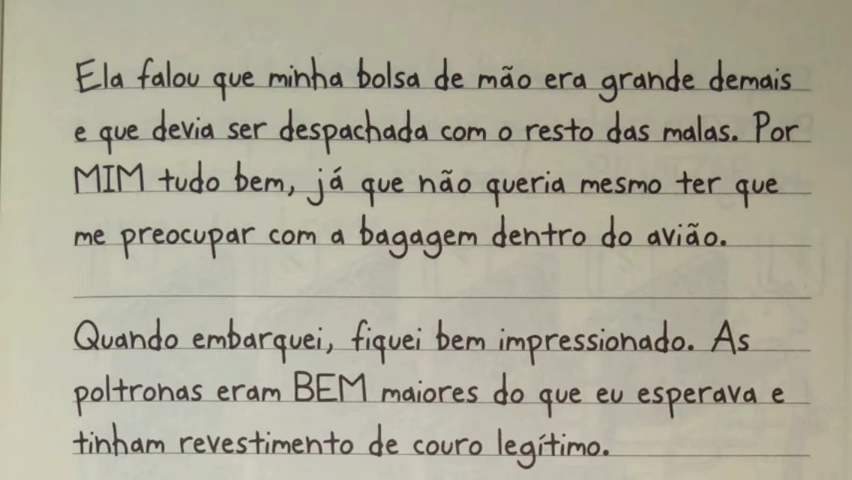 Ela falou que minha bolsa de mão era grande demais
e que devia ser despachada com o resto das malas. Por
MIM tudo bem, já que não queria mesmo ter que
me preocupar com a bagagem dentro do avião.
Quando embarquei, fiquei bem impressionado. As
poltronas eram BEM maiores do que eu esperava e
tinham revestimento de couro legítimo.